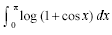 ∫₀^π log (1+cos x) dx